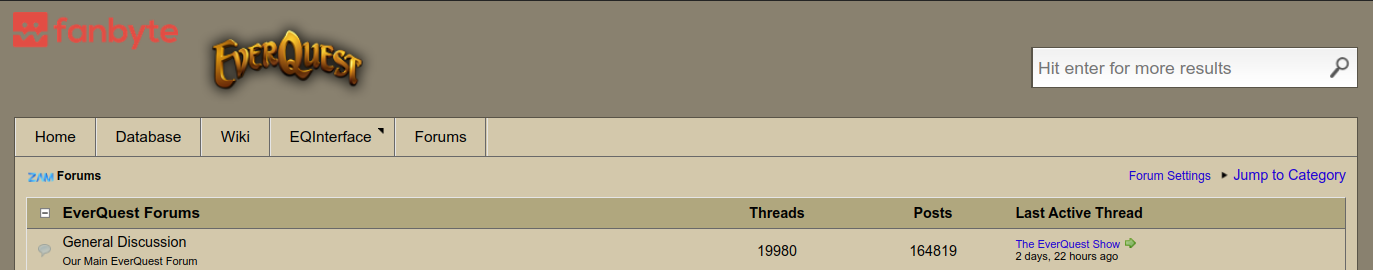 fanbyte
EverQuest
Hit enter for more results
Home Database Wiki EQInterface Forums
ZAM Forums Forum Settings Jump to Category
EverQuest Forums Threads Posts Last Active Thread
General Discussion 19980 164819 The EverQuest Show
Our Main EverQuest Forum 2 days, 22 hours ago